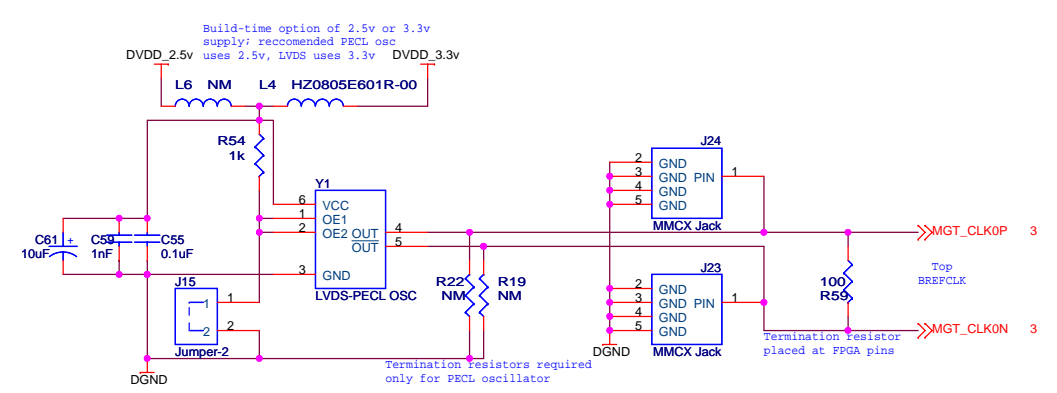 Build-time option of 2.5v or 3.3v
supply; reccomended PECL osc
DVDD_2.5v uses 2.5v, LVDS uses 3.3v DVDD_3.3v
L6 NM L4 HZ0805E601R-00
R54
1k
J24
2 GND
3 GND PIN 1
4 GND
5 GND
MMCX Jack
Y1
6 VCC
1 OE1
2 OE2 OUT 4
OUT 5
3 GND
LVDS-PECL OSC
C61 +
10uF
C59
1nF
C55
0.1uF
MGT_CLK0P 3
Top
BREFCLK
J15
1 1
2 2
Jumper-2
R22
NM
R19
NM
J23
2 GND
3 GND PIN 1
4 GND
5 GND
MMCX Jack
100
R59
MGT_CLK0N 3
Termination resistor
placed at FPGA pins
DGND
Termination resistors required
only for PECL oscillator
DGND